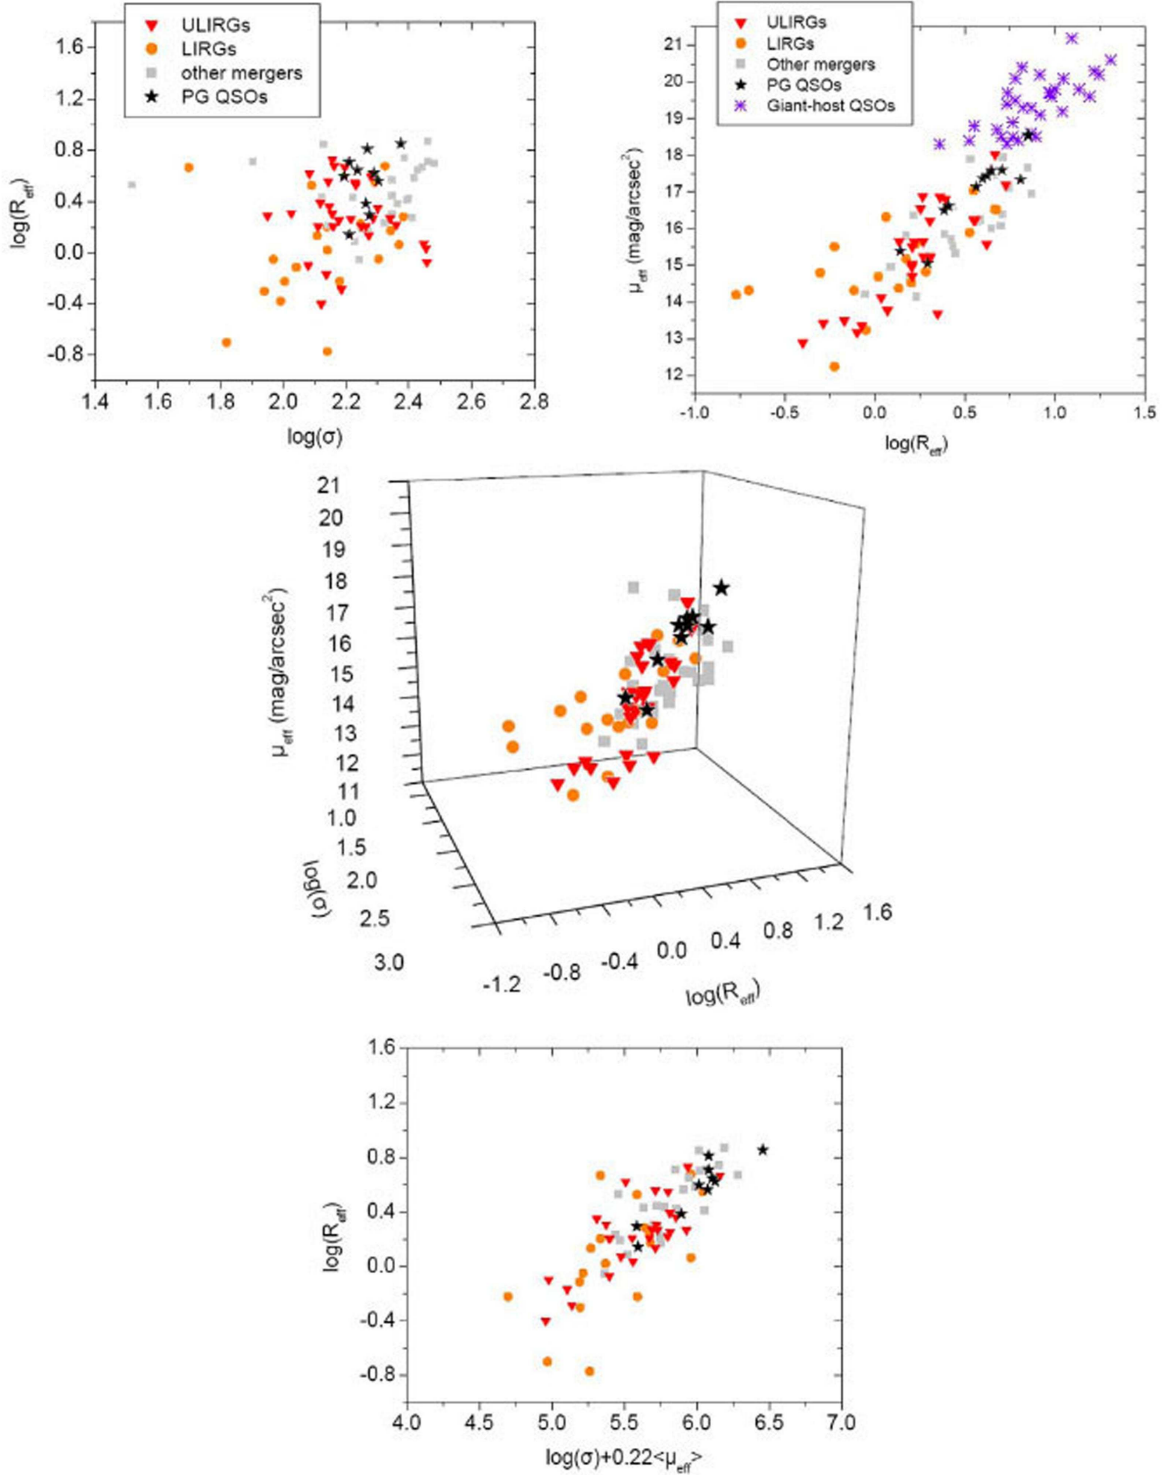 ULIRGs
LIRGs
other mergers
PG QSOs
1.6
1.2
0.8
0.4
0.0
-0.4
-0.8
log(R_eff)
1.4 1.6 1.8 2.0 2.2 2.4 2.6 2.8
log(σ)
ULIRGs
LIRGs
Other mergers
PG QSOs
Giant-host QSOs
21
20
19
18
17
16
15
14
13
12
μ_eff (mag/arcsec²)
-1.0 -0.5 0.0 0.5 1.0 1.5
log(R_eff)
21
20
19
18
17
16
15
14
13
12
11
μ_eff (mag/arcsec²)
1.0
1.5
2.0
2.5
3.0
log(σ)
-1.2 -0.8 -0.4 0.0 0.4 0.8 1.2 1.6
log(R_eff)
1.6
1.2
0.8
0.4
0.0
-0.4
-0.8
log(R_eff)
4.0 4.5 5.0 5.5 6.0 6.5 7.0
log(σ)+0.22<μ_eff>